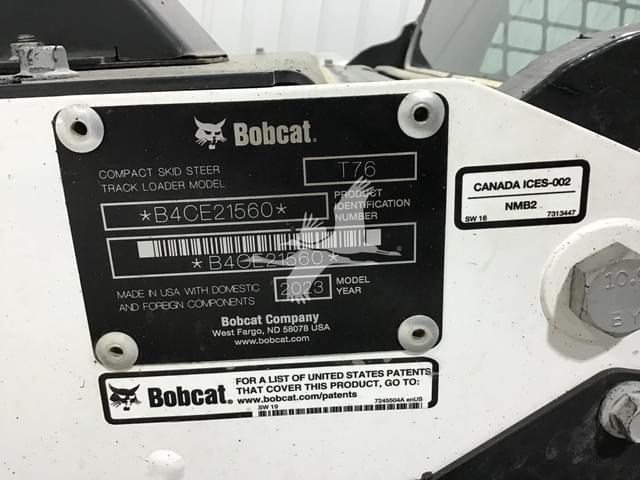 Bobcat.
COMPACT SKID STEER
TRACK LOADER MODEL
T76
*B4CE21560*
PRODUCT
IDENTIFICATION
NUMBER
*B4CE21560*
MADE IN USA WITH DOMESTIC
AND FOREIGN COMPONENTS
2023
MODEL
YEAR
Bobcat Company
West Fargo, ND 58078 USA
www.bobcat.com
CANADA ICES-002
NMB2
SW 16 7313447
Bobcat.
FOR A LIST OF UNITED STATES PATENTS
THAT COVER THIS PRODUCT, GO TO:
www.bobcat.com/patents
SW 19 7245504A enUS
10.
BY